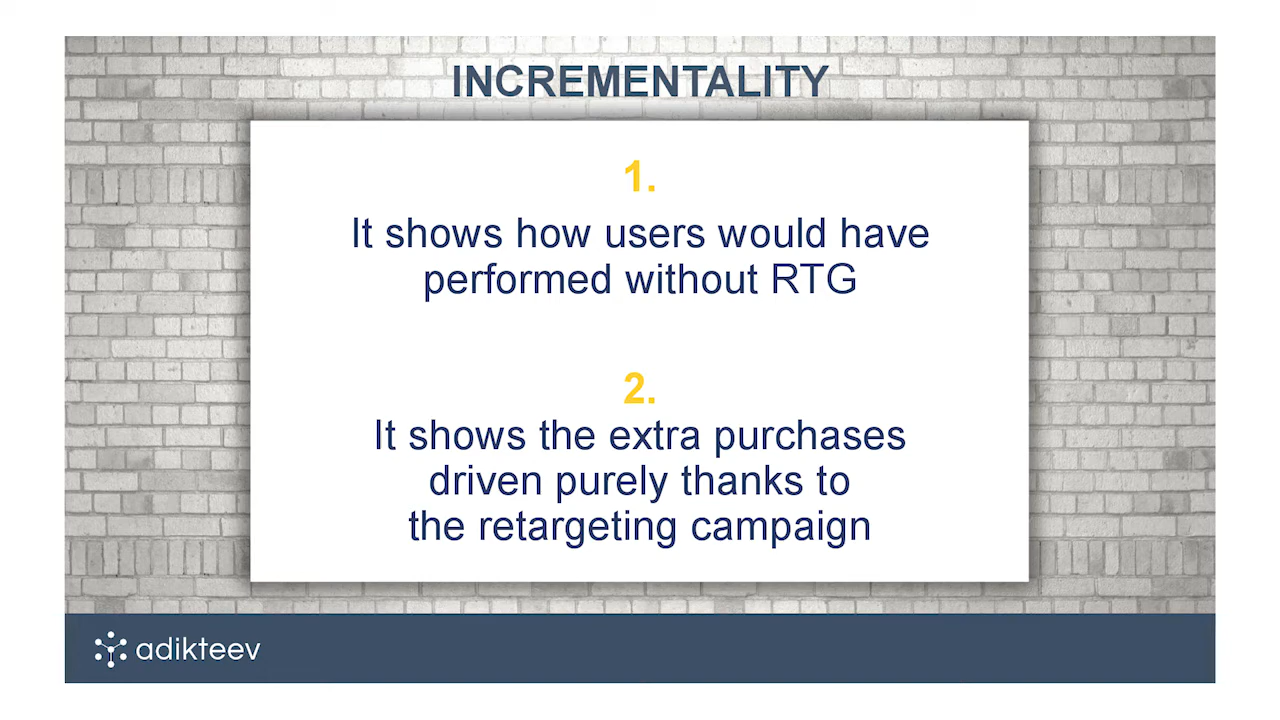 INCREMENTALITY
1.
It shows how users would have
performed without RTG
2.
It shows the extra purchases
driven purely thanks to
the retargeting campaign
adikteev